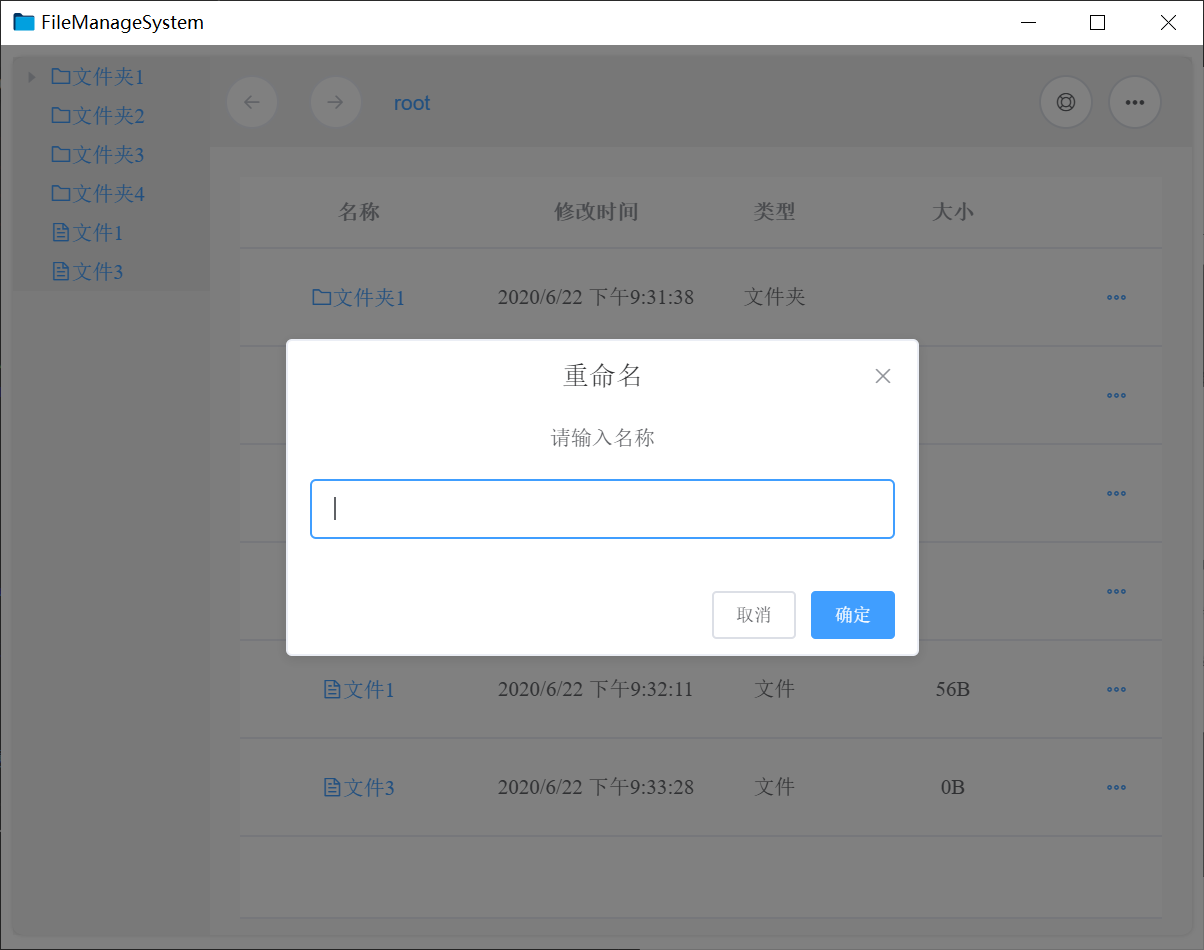 FileManageSystem
文件夹1
文件夹2
文件夹3
文件夹4
文件1
文件3
root
名称 修改时间 类型 大小
文件夹1 2020/6/22 下午9:31:38 文件夹
重命名
请输入名称
取消 确定
文件1 2020/6/22 下午9:32:11 文件 56B
文件3 2020/6/22 下午9:33:28 文件 0B